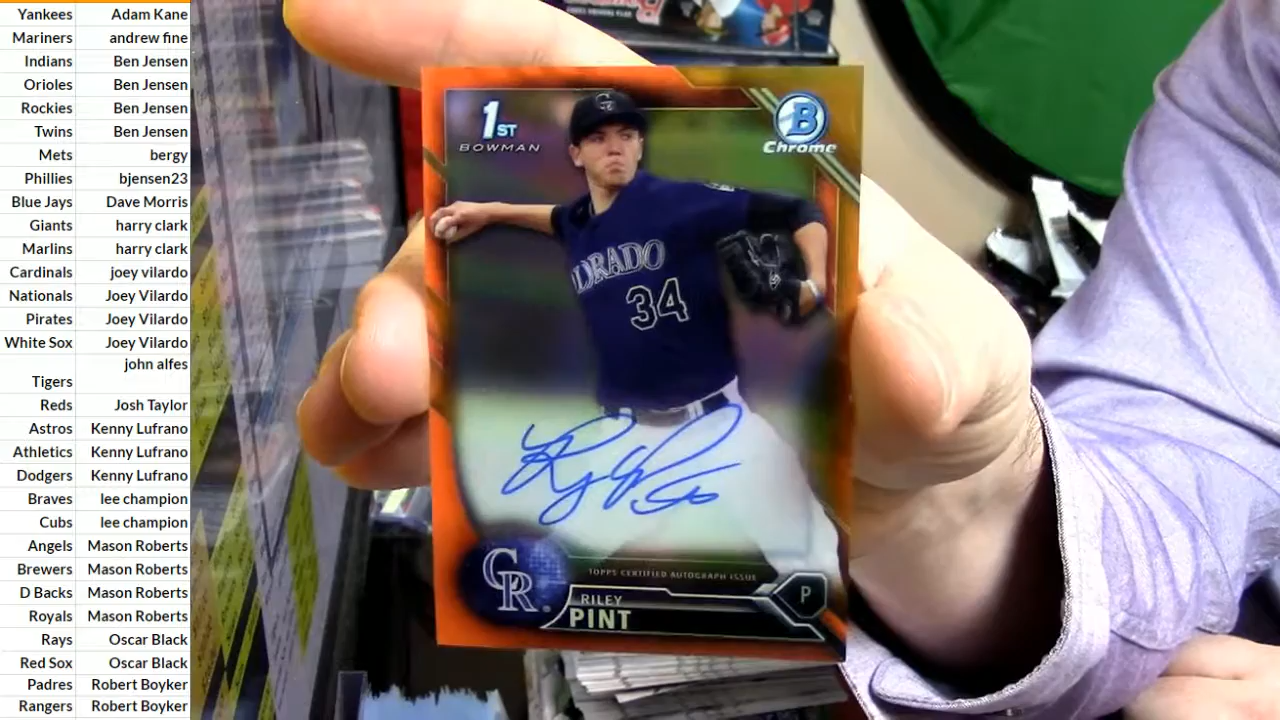 Yankees Adam Kane
Mariners andrew fine
Indians Ben Jensen
Orioles Ben Jensen
Rockies Ben Jensen
Twins Ben Jensen
Mets bergy
Phillies bjensen23
Blue Jays Dave Morris
Giants harry clark
Marlins harry clark
Cardinals joey vilardo
Nationals Joey Vilardo
Pirates Joey Vilardo
White Sox Joey Vilardo
Tigers john alfes
Reds Josh Taylor
Astros Kenny Lufrano
Athletics Kenny Lufrano
Dodgers Kenny Lufrano
Braves lee champion
Cubs lee champion
Angels Mason Roberts
Brewers Mason Roberts
D Backs Mason Roberts
Royals Mason Roberts
Rays Oscar Black
Red Sox Oscar Black
Padres Robert Boyker
Rangers Robert Boyker
1ST
BOWMAN
B
Chrome
ORADO
34
TOPPS CERTIFIED AUTOGRAPH ISSUE
CR
RILEY
PINT
P